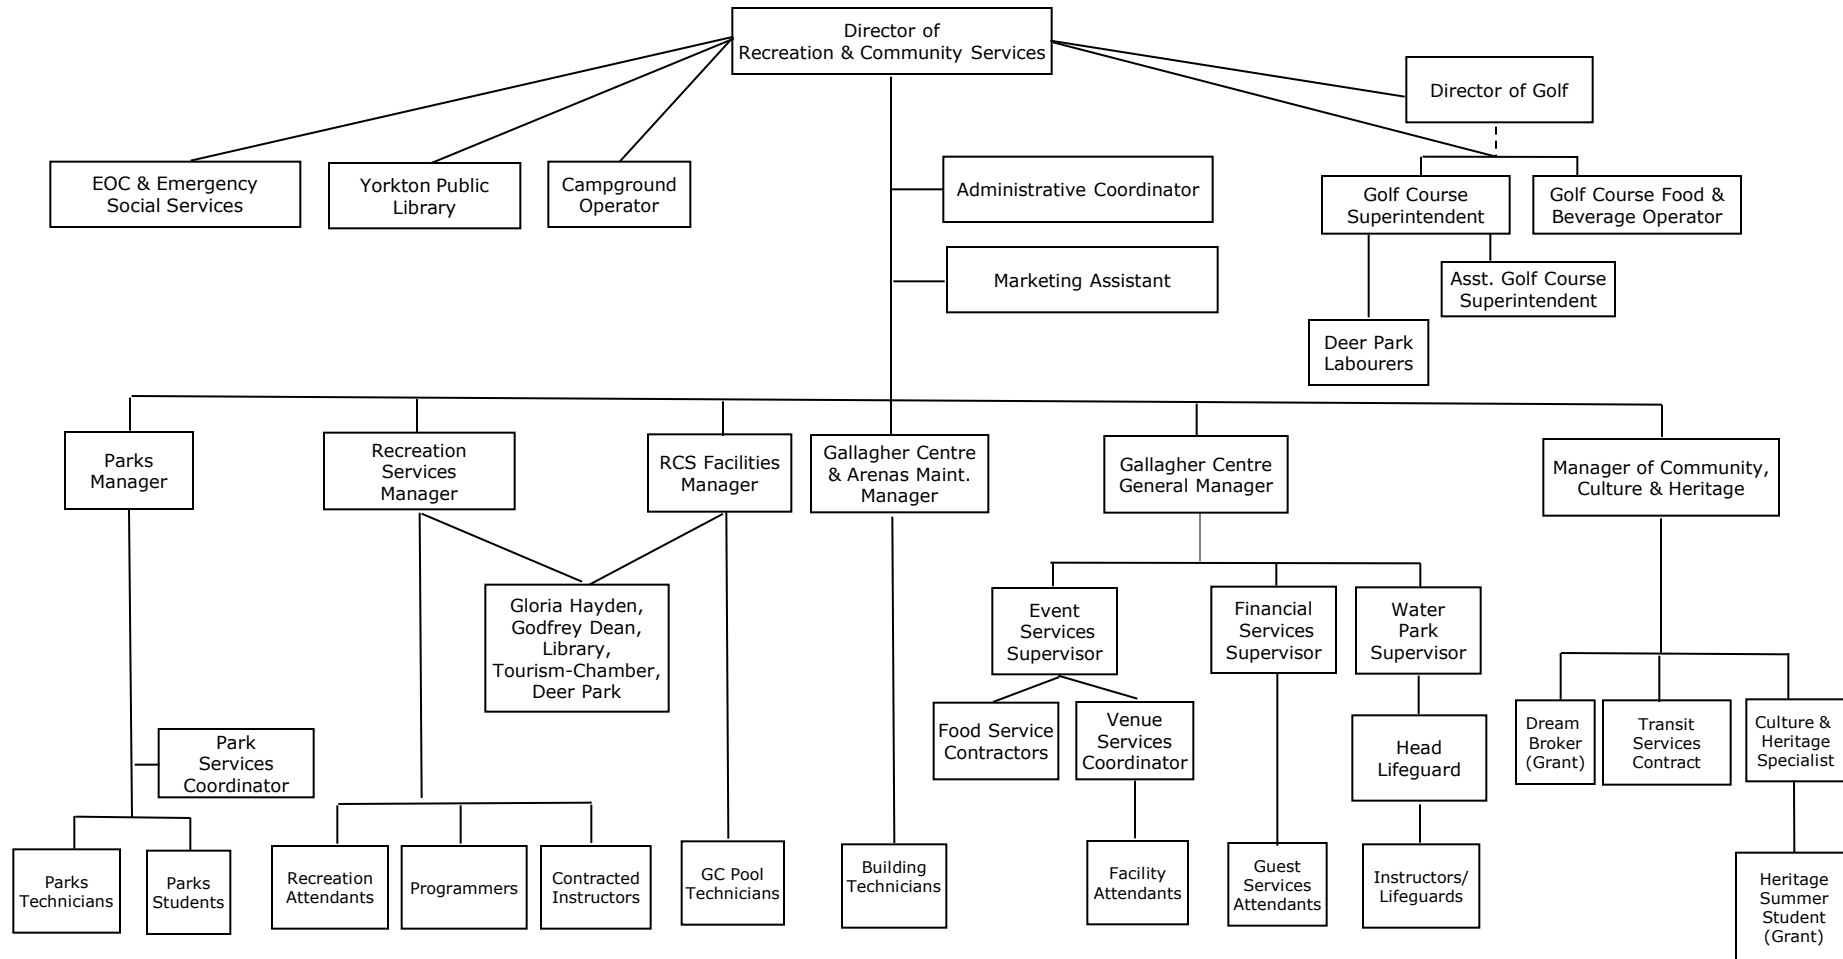 Director of
Recreation & Community Services
Director of Golf
EOC & Emergency
Social Services
Yorkton Public
Library
Campground
Operator
Administrative Coordinator
Golf Course
Superintendent
Golf Course Food &
Beverage Operator
Marketing Assistant
Asst. Golf Course
Superintendent
Deer Park
Labourers
Parks
Manager
Recreation
Services
Manager
RCS Facilities
Manager
Gallagher Centre
& Arenas Maint.
Manager
Gallagher Centre
General Manager
Manager of Community,
Culture & Heritage
Gloria Hayden,
Godfrey Dean,
Library,
Tourism-Chamber,
Deer Park
Event
Services
Supervisor
Financial
Services
Supervisor
Water
Park
Supervisor
Park
Services
Coordinator
Food Service
Contractors
Venue
Services
Coordinator
Head
Lifeguard
Dream
Broker
(Grant)
Transit
Services
Contract
Culture &
Heritage
Specialist
Parks
Technicians
Parks
Students
Recreation
Attendants
Programmers
Contracted
Instructors
GC Pool
Technicians
Building
Technicians
Facility
Attendants
Guest
Services
Attendants
Instructors/
Lifeguards
Heritage
Summer
Student
(Grant)